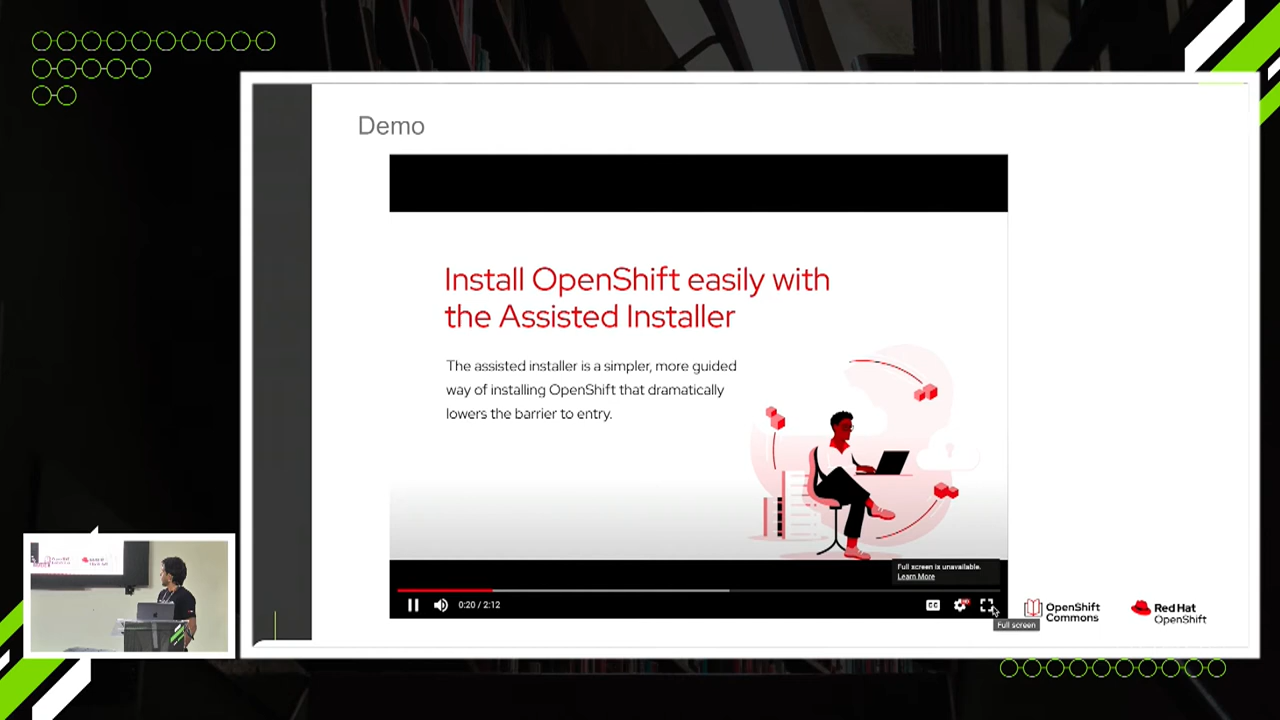 Demo
Install OpenShift easily with
the Assisted Installer
The assisted installer is a simpler, more guided
way of installing OpenShift that dramatically
lowers the barrier to entry.
Full screen is unavailable.
Learn More
0:20 / 2:12
CC
HD
Full screen
OpenShift
Commons
Red Hat
OpenShift